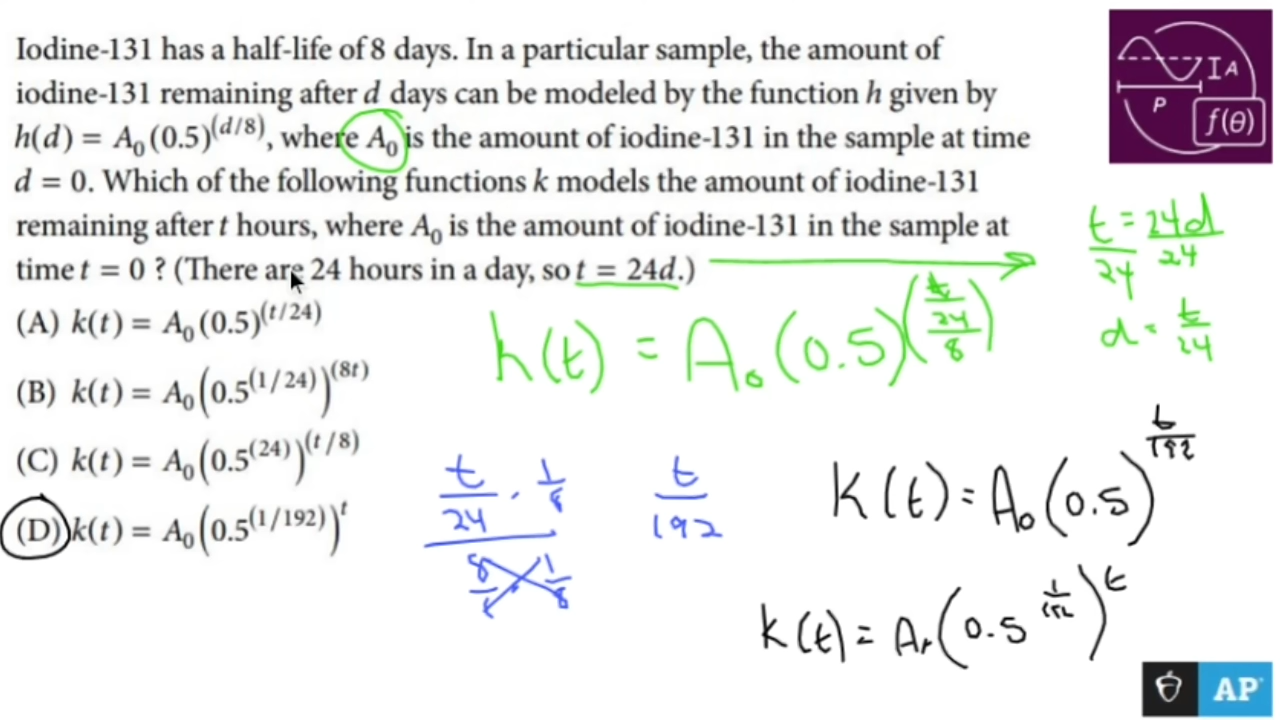 Iodine-131 has a half-life of 8 days. In a particular sample, the amount of
iodine-131 remaining after d days can be modeled by the function h given by
h(d) = A₀(0.5)^(d/8), where A₀ is the amount of iodine-131 in the sample at time
d = 0. Which of the following functions k models the amount of iodine-131
remaining after t hours, where A₀ is the amount of iodine-131 in the sample at
time t = 0 ? (There are 24 hours in a day, so t = 24d.)
(A) k(t) = A₀(0.5)^(t/24)
(B) k(t) = A₀(0.5^(1/24))^(8t)
(C) k(t) = A₀(0.5^(24))^(t/8)
(D) k(t) = A₀(0.5^(1/192))^t
I A
P
f(θ)
t/24 = 24d/24
d = t/24
h(t) = A₀(0.5)^((t/24)/8)
t/24 · 1/8
8/1 1/8
t/192
K(t) = A₀(0.5)^(t/192)
K(t) = A₀(0.5^(1/192))^t
AP